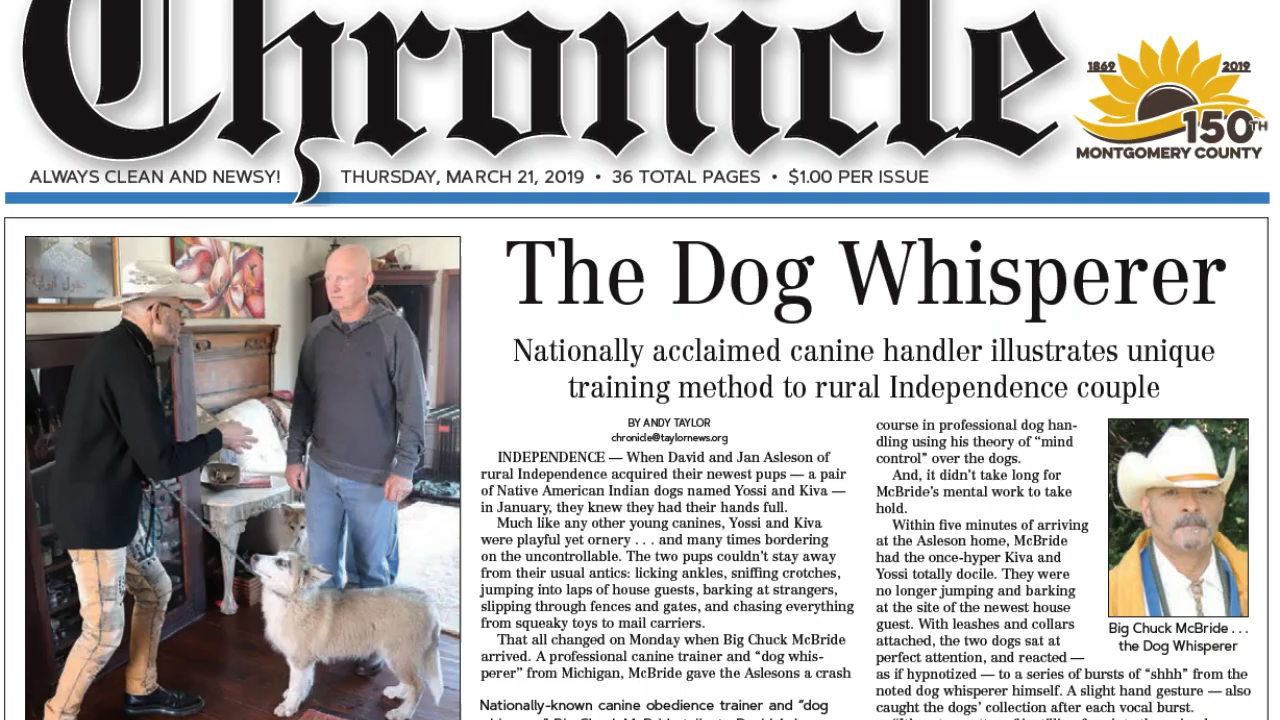 Chronicle
1869
2019
150TH
MONTGOMERY COUNTY
ALWAYS CLEAN AND NEWSY!
THURSDAY, MARCH 21, 2019 • 36 TOTAL PAGES • $1.00 PER ISSUE
The Dog Whisperer
Nationally acclaimed canine handler illustrates unique
training method to rural Independence couple
BY ANDY TAYLOR
chronicle@taylornews.org
INDEPENDENCE — When David and Jan Asleson of
rural Independence acquired their newest pups — a pair
of Native American Indian dogs named Yossi and Kiva —
in January, they knew they had their hands full.
Much like any other young canines, Yossi and Kiva
were playful yet ornery . . . and many times bordering
on the uncontrollable. The two pups couldn't stay away
from their usual antics: licking ankles, sniffing crotches,
jumping into laps of house guests, barking at strangers,
slipping through fences and gates, and chasing everything
from squeaky toys to mail carriers.
That all changed on Monday when Big Chuck McBride
arrived. A professional canine trainer and “dog whis-
perer” from Michigan, McBride gave the Aslesons a crash
Nationally-known canine obedience trainer and “dog
course in professional dog han-
dling using his theory of “mind
control” over the dogs.
And, it didn't take long for
McBride's mental work to take
hold.
Within five minutes of arriving
at the Asleson home, McBride
had the once-hyper Kiva and
Yossi totally docile. They were
no longer jumping and barking
at the site of the newest house
guest. With leashes and collars
attached, the two dogs sat at
perfect attention, and reacted —
as if hypnotized — to a series of bursts of “shhh” from the
noted dog whisperer himself. A slight hand gesture — also
caught the dogs' collection after each vocal burst.
Big Chuck McBride . . .
the Dog Whisperer